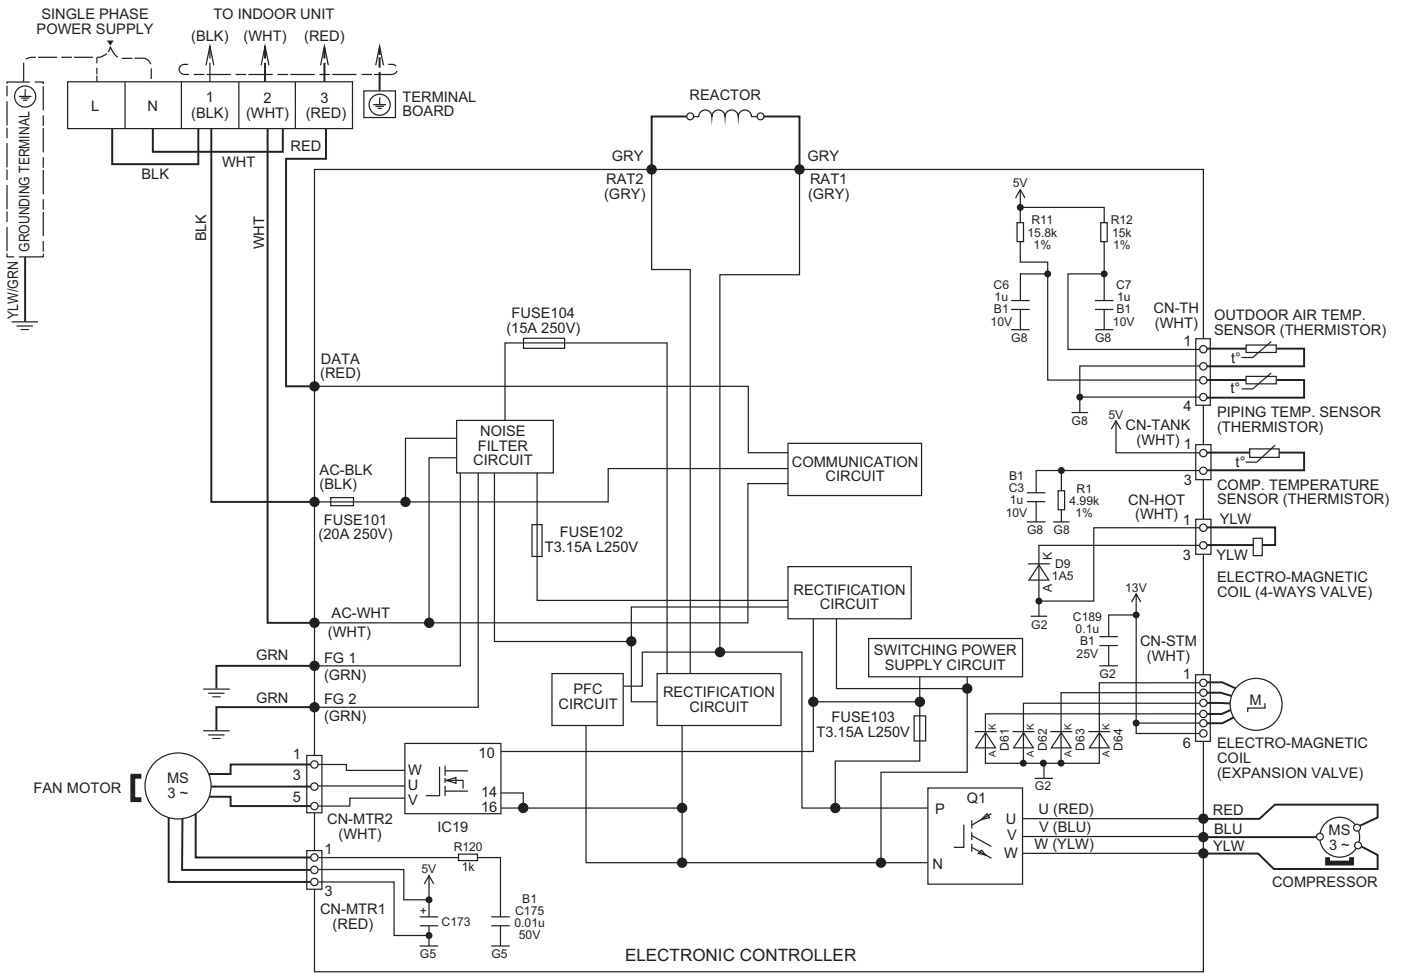 SINGLE PHASE
POWER SUPPLY
TO INDOOR UNIT
(BLK)
(WHT)
(RED)
L
N
1
(BLK)
2
(WHT)
3
(RED)
TERMINAL
BOARD
GROUNDING TERMINAL
YLW/GRN
BLK
WHT
RED
BLK
WHT
REACTOR
GRY
GRY
RAT2
(GRY)
RAT1
(GRY)
5V
R11
15.8k
1%
R12
15k
1%
C6
1u
B1
10V
G8
C7
1u
B1
10V
G8
CN-TH
(WHT)
1
4
G8
OUTDOOR AIR TEMP.
SENSOR (THERMISTOR)
t°
t°
PIPING TEMP. SENSOR
(THERMISTOR)
5V
CN-TANK
(WHT)
1
3
t°
COMP. TEMPERATURE
SENSOR (THERMISTOR)
B1
C3
1u
10V
G8
R1
4.99k
1%
G8
CN-HOT
(WHT)
1
3
YLW
YLW
ELECTRO-MAGNETIC
COIL (4-WAYS VALVE)
K
D9
1A5
A
G2
13V
C189
0.1u
B1
25V
G2
CN-STM
(WHT)
1
6
M
ELECTRO-MAGNETIC
COIL
(EXPANSION VALVE)
K
A
D61
K
A
D62
K
A
D63
K
A
D64
G2
FUSE104
(15A 250V)
DATA
(RED)
NOISE
FILTER
CIRCUIT
COMMUNICATION
CIRCUIT
AC-BLK
(BLK)
FUSE101
(20A 250V)
FUSE102
T3.15A L250V
RECTIFICATION
CIRCUIT
AC-WHT
(WHT)
GRN
FG 1
(GRN)
GRN
FG 2
(GRN)
SWITCHING POWER
SUPPLY CIRCUIT
PFC
CIRCUIT
RECTIFICATION
CIRCUIT
FUSE103
T3.15A L250V
FAN MOTOR
MS
3 ~
1
3
5
CN-MTR2
(WHT)
W
U
V
10
14
16
IC19
1
3
CN-MTR1
(RED)
R120
1k
5V
+
C173
G5
B1
C175
0.01u
50V
G5
P
N
Q1
U
V
W
U (RED)
V (BLU)
W (YLW)
RED
BLU
YLW
MS
3 ~
COMPRESSOR
ELECTRONIC CONTROLLER